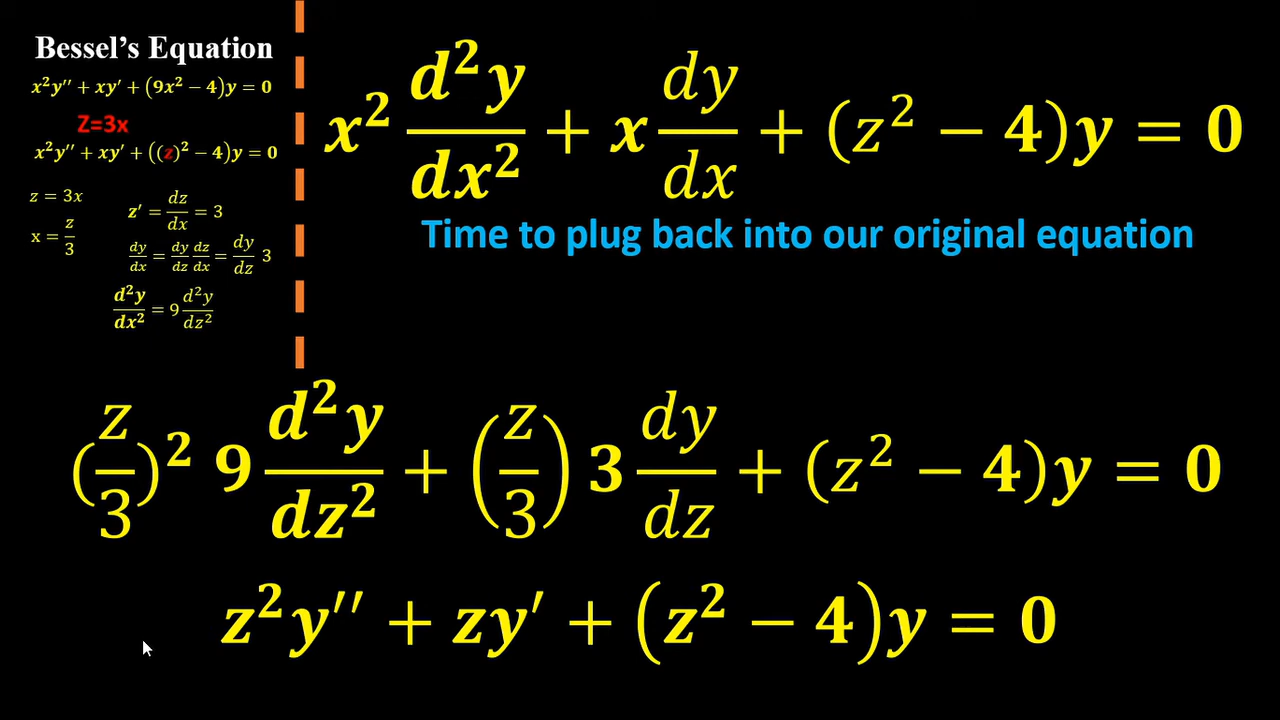 Bessel's Equation
x²y′′ + xy′ + (9x² − 4)y = 0
Z=3x
x²y′′ + xy′ + ((z)² − 4)y = 0
z = 3x
x = z/3
z′ = dz/dx = 3
dy/dx = dy/dz dz/dx = dy/dz 3
d²y/dx² = 9 d²y/dz²
x² d²y/dx² + x dy/dx + (z² − 4)y = 0
Time to plug back into our original equation
(z/3)² 9 d²y/dz² + (z/3) 3 dy/dz + (z² − 4)y = 0
z²y′′ + zy′ + (z² − 4)y = 0